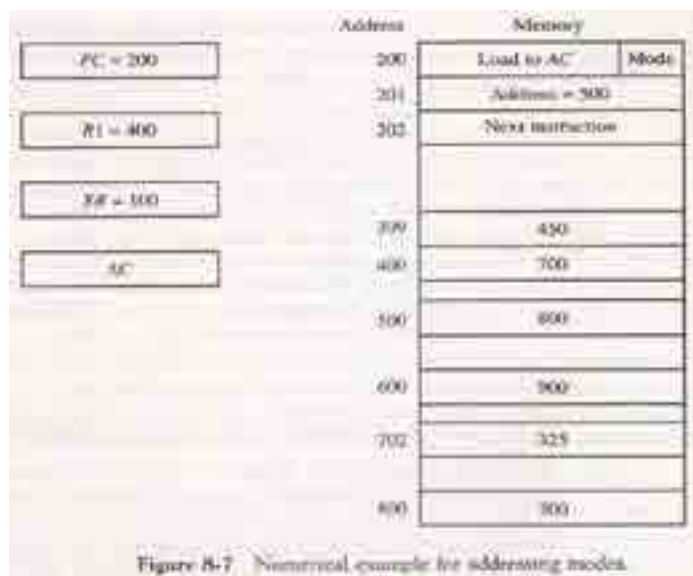 Address Memory
PC = 200
200 Load to AC Mode
201 Address = 500
R1 = 400
202 Next instruction
XR = 100
399 450
AC
400 700
500 800
600 900
702 325
800 300
Figure 8-7 Numerical example for addressing modes.